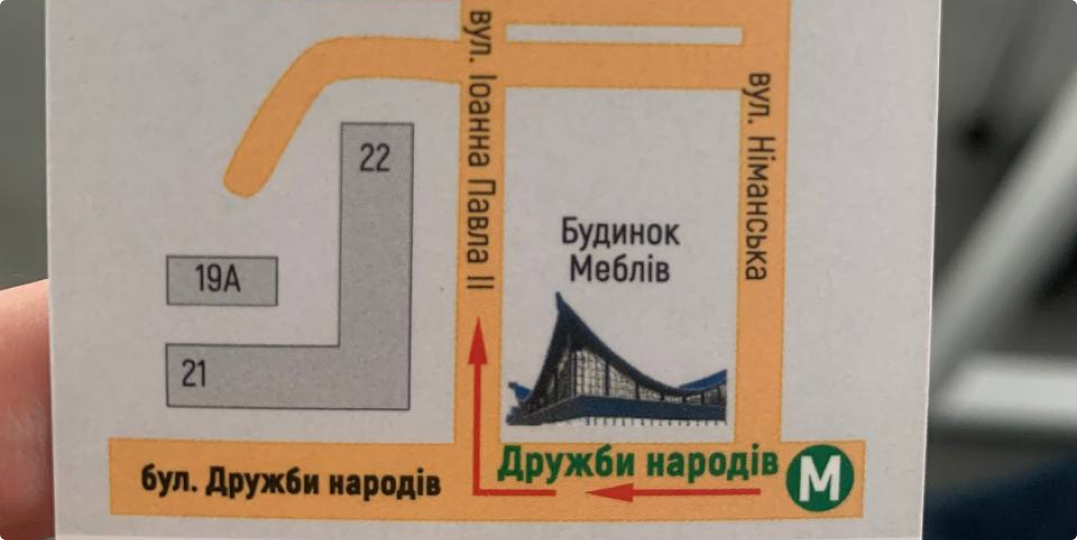 вул. Іоанна Павла II
вул. Німанська
22
Будинок
Меблів
19А
21
Дружби народів
М
бул. Дружби народів